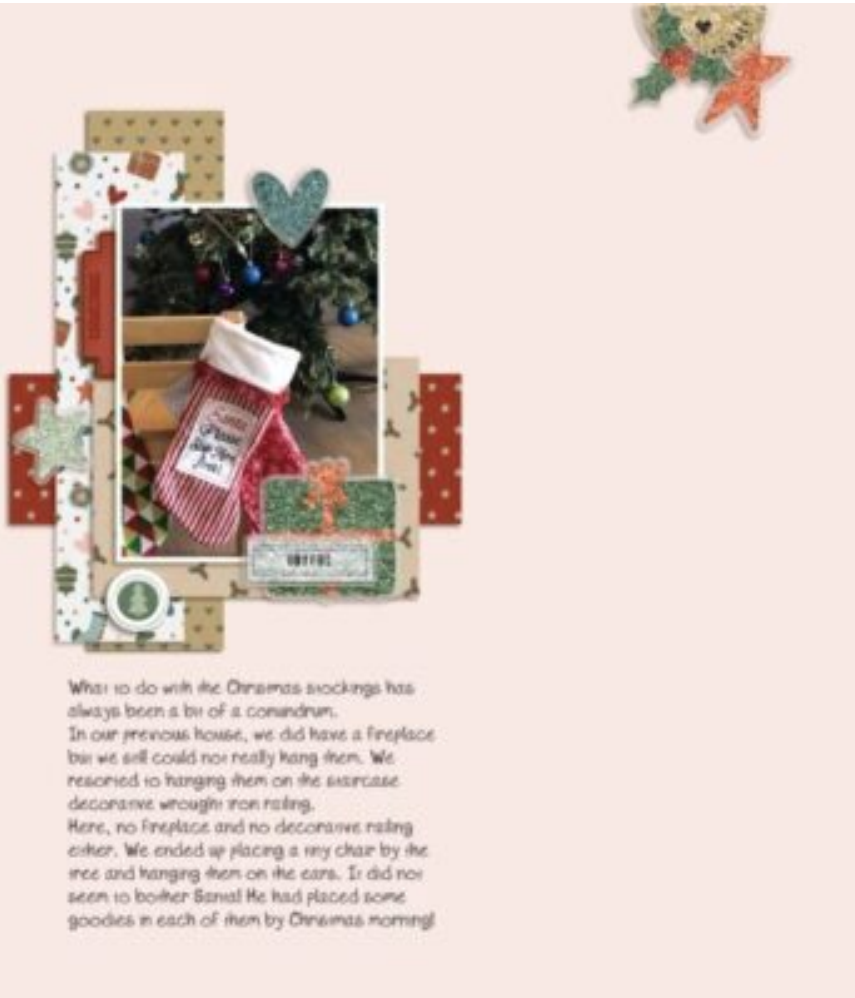 Santa
Please
Stop Here
JOYFUL
What to do with the Christmas stockings has
always been a bit of a conundrum.
In our previous house, we did have a fireplace
but we still could not really hang them. We
resorted to hanging them on the staircase
decorative wrought iron railing.
Here, no fireplace and no decorative railing
either. We ended up placing a tiny chair by the
tree and hanging them on the ears. It did not
seem to bother Santa! He had placed some
goodies in each of them by Christmas morning!